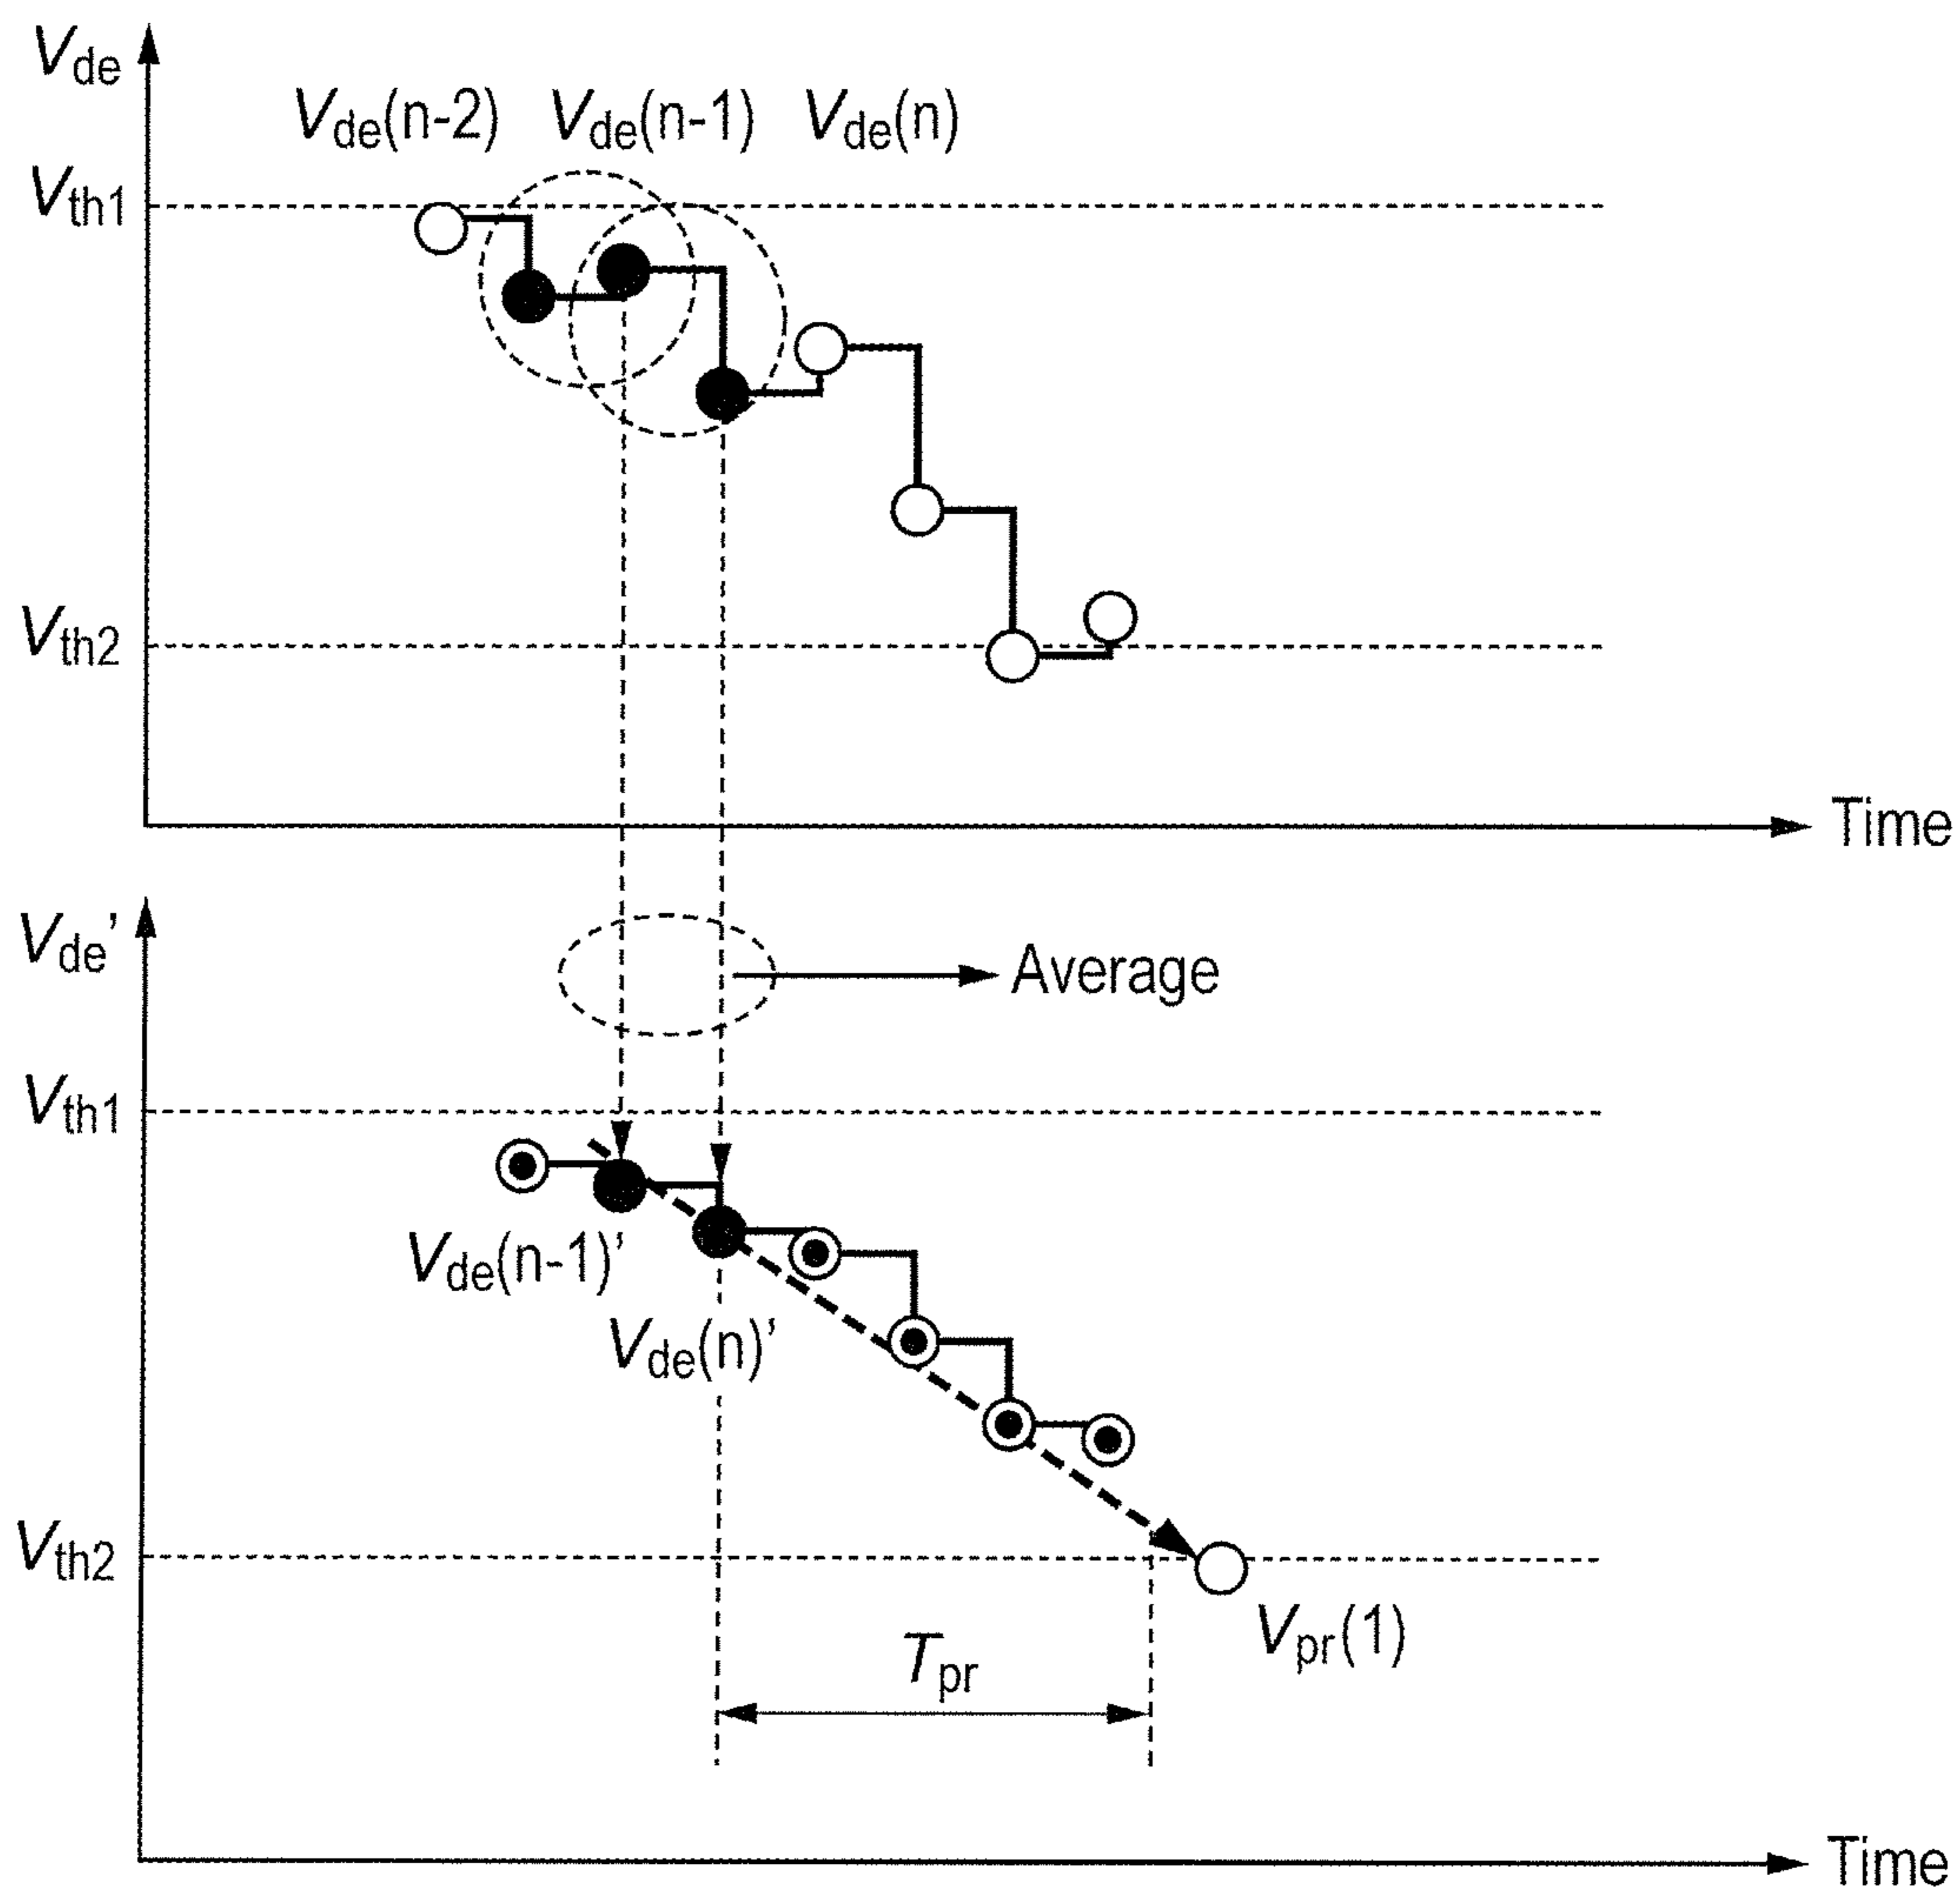 Vde
Vde(n-2) Vde(n-1) Vde(n)
Vth1
Vth2
Time
Vde’
Average
Vth1
Vde(n-1)’
Vde(n)’
Vth2
Vpr(1)
Tpr
Time